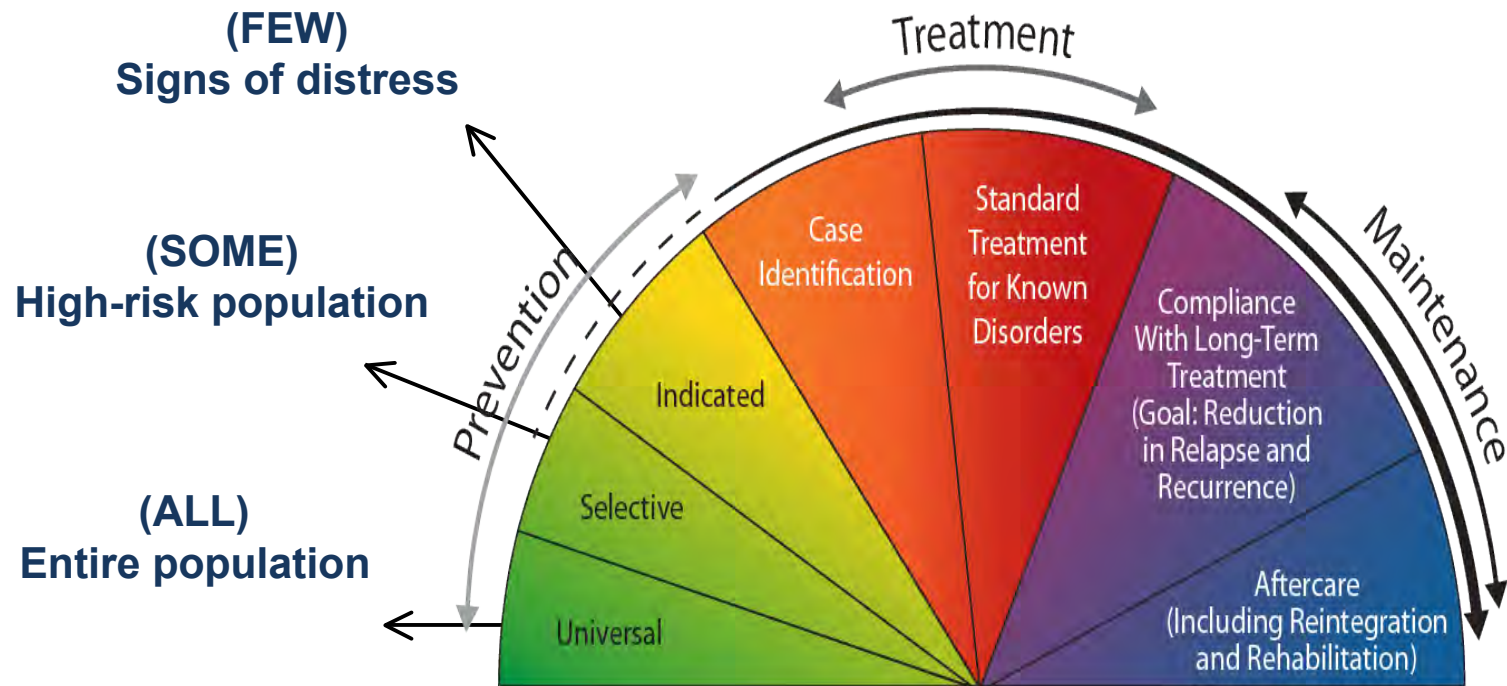 (FEW)
Signs of distress
(SOME)
High-risk population
(ALL)
Entire population
Prevention
Treatment
Maintenance
Universal
Selective
Indicated
Case
Identification
Standard
Treatment
for Known
Disorders
Compliance
With Long-Term
Treatment
(Goal: Reduction
in Relapse and
Recurrence)
Aftercare
(Including Reintegration
and Rehabilitation)